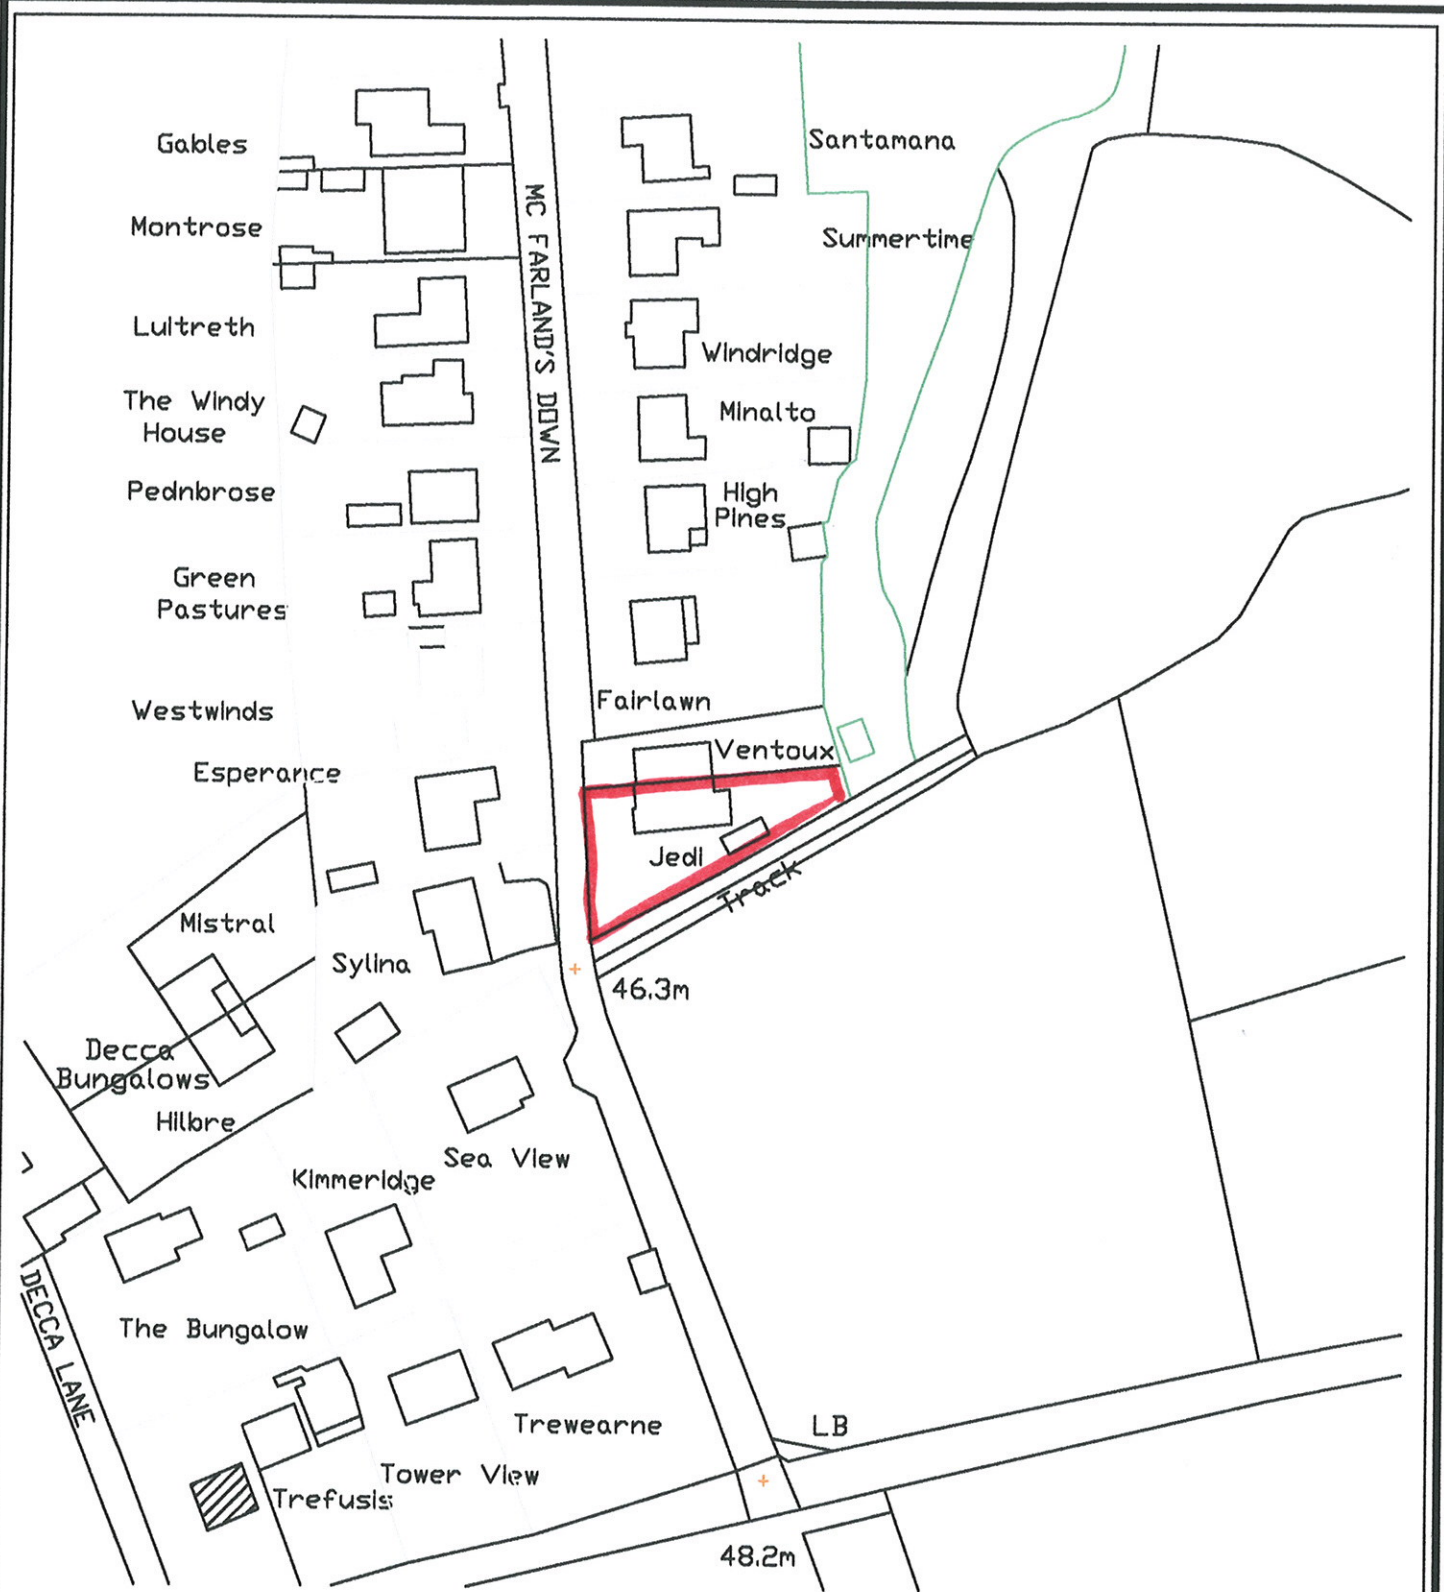 Gables
Santamana
Montrose
MC FARLAND'S DOWN
Summertime
Lultreth
Windridge
The Windy
House
Minalto
Pednbrose
High
Pines
Green
Pastures
Westwinds
Fairlawn
Ventoux
Esperance
Jedi
Track
Mistral
Sylina
46.3m
Decca
Bungalows
Hilbre
Sea View
Kimmeridge
The Bungalow
DECCA LANE
Trewearne
LB
Tower View
Trefusis
48.2m